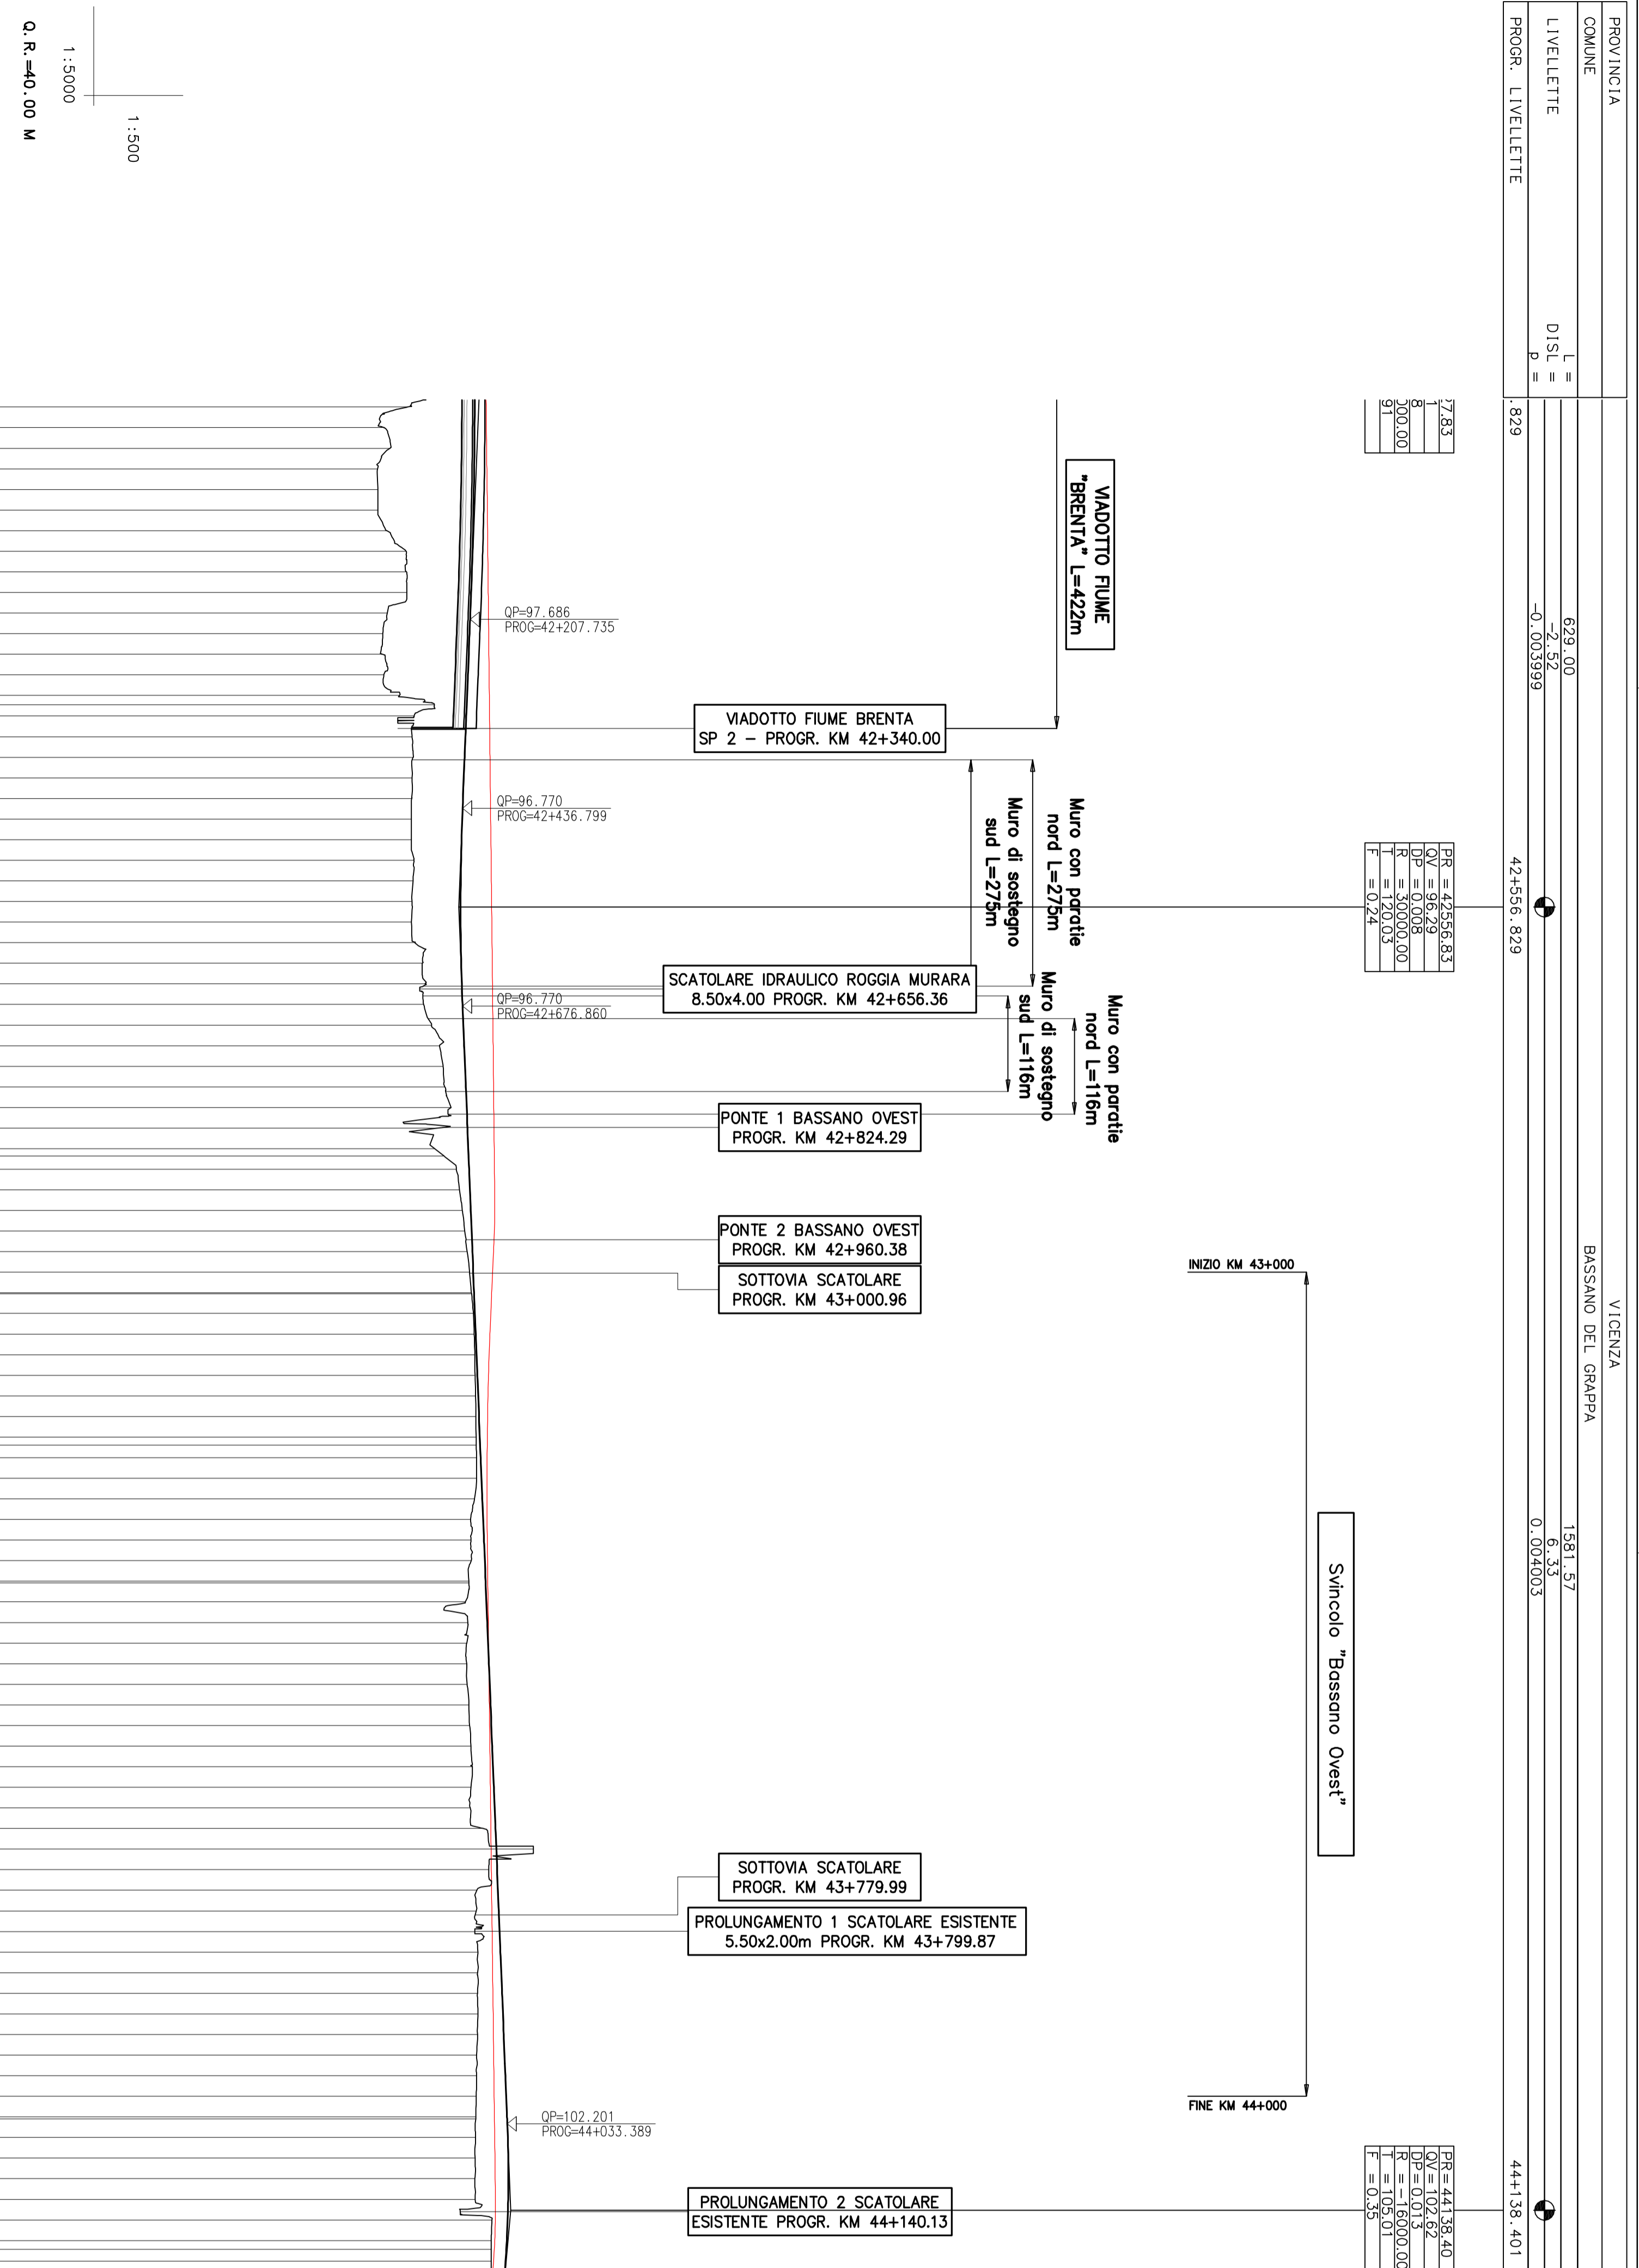 PROVINCIA
VICENZA
COMUNE
BASSANO DEL GRAPPA
LIVELLETTE
L =
DISL =
p =
629.00
-2.52
-0.003999
1581.57
6.33
0.004003
PROGR. LIVELLETTE
.829
42+556.829
44+138.401
7.83
1
8
000.00
91
PR =42556.83
QV =96.29
DP =0.008
R =30000.00
T =120.03
F =0.24
PR=44138.40
QV=102.62
DP=0.013
R =-16000.00
T =105.01
F =0.35
Svincolo "Bassano Ovest"
INIZIO KM 43+000
FINE KM 44+000
VIADOTTO FIUME
"BRENTA" L=422m
Muro con paratie
nord L=275m
Muro di sostegno
sud L=275m
Muro con paratie
nord L=116m
Muro di sostegno
sud L=116m
VIADOTTO FIUME BRENTA
SP 2 - PROGR. KM 42+340.00
SCATOLARE IDRAULICO ROGGIA MURARA
8.50x4.00 PROGR. KM 42+656.36
PONTE 1 BASSANO OVEST
PROGR. KM 42+824.29
PONTE 2 BASSANO OVEST
PROGR. KM 42+960.38
SOTTOVIA SCATOLARE
PROGR. KM 43+000.96
SOTTOVIA SCATOLARE
PROGR. KM 43+779.99
PROLUNGAMENTO 1 SCATOLARE ESISTENTE
5.50x2.00m PROGR. KM 43+799.87
PROLUNGAMENTO 2 SCATOLARE
ESISTENTE PROGR. KM 44+140.13
QP=97.686
PROG=42+207.735
QP=96.770
PROG=42+436.799
QP=96.770
PROG=42+676.860
QP=102.201
PROG=44+033.389
1:500
1:5000
Q.R.=40.00 M